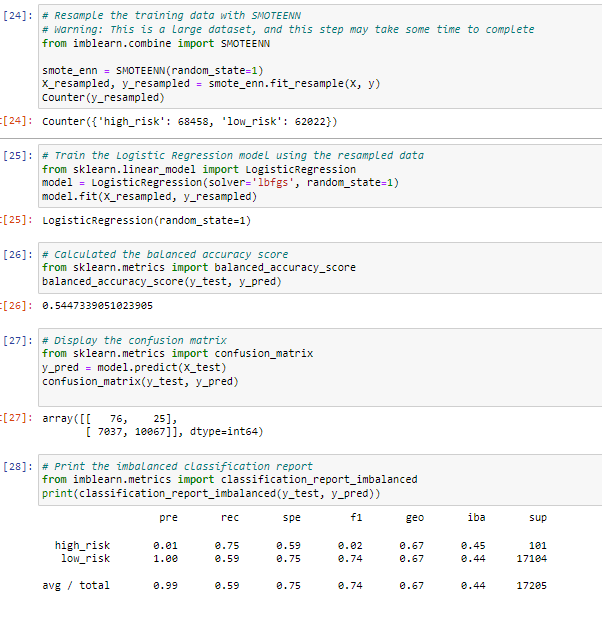 [24]: # Resample the training data with SMOTEENN
# Warning: This is a large dataset, and this step may take some time to complete
from imblearn.combine import SMOTEENN
smote_enn = SMOTEENN(random_state=1)
X_resampled, y_resampled = smote_enn.fit_resample(X, y)
Counter(y_resampled)
t[24]: Counter({'high_risk': 68458, 'low_risk': 62022})
[25]: # Train the Logistic Regression model using the resampled data
from sklearn.linear_model import LogisticRegression
model = LogisticRegression(solver='lbfgs', random_state=1)
model.fit(X_resampled, y_resampled)
t[25]: LogisticRegression(random_state=1)
[26]: # Calculated the balanced accuracy score
from sklearn.metrics import balanced_accuracy_score
balanced_accuracy_score(y_test, y_pred)
t[26]: 0.5447339051023905
[27]: # Display the confusion matrix
from sklearn.metrics import confusion_matrix
y_pred = model.predict(X_test)
confusion_matrix(y_test, y_pred)
t[27]: array([[ 76, 25],
[ 7037, 10067]], dtype=int64)
[28]: # Print the imbalanced classification report
from imblearn.metrics import classification_report_imbalanced
print(classification_report_imbalanced(y_test, y_pred))
pre rec spe f1 geo iba sup
high_risk 0.01 0.75 0.59 0.02 0.67 0.45 101
low_risk 1.00 0.59 0.75 0.74 0.67 0.44 17104
avg / total 0.99 0.59 0.75 0.74 0.67 0.44 17205